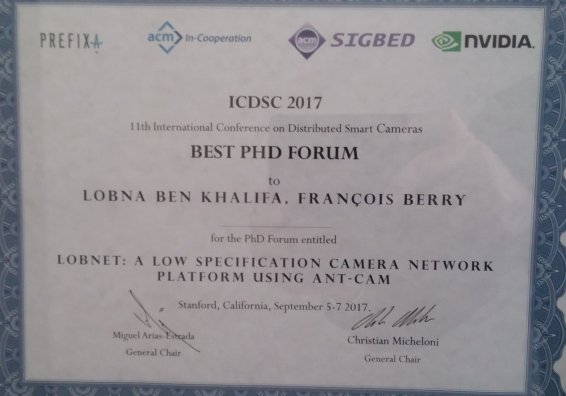 PREFIXA acm In-Cooperation acm SIGBED NVIDIA.
ICDSC 2017
11th International Conference on Distributed Smart Cameras
BEST PHD FORUM
to
LOBNA BEN KHALIFA, FRANÇOIS BERRY
for the PhD Forum entitled
LOBNET: A LOW SPECIFICATION CAMERA NETWORK
PLATFORM USING ANT-CAM
Stanford, California, September 5-7 2017.
Miguel Arias-Estrada
General Chair
Christian Micheloni
General Chair